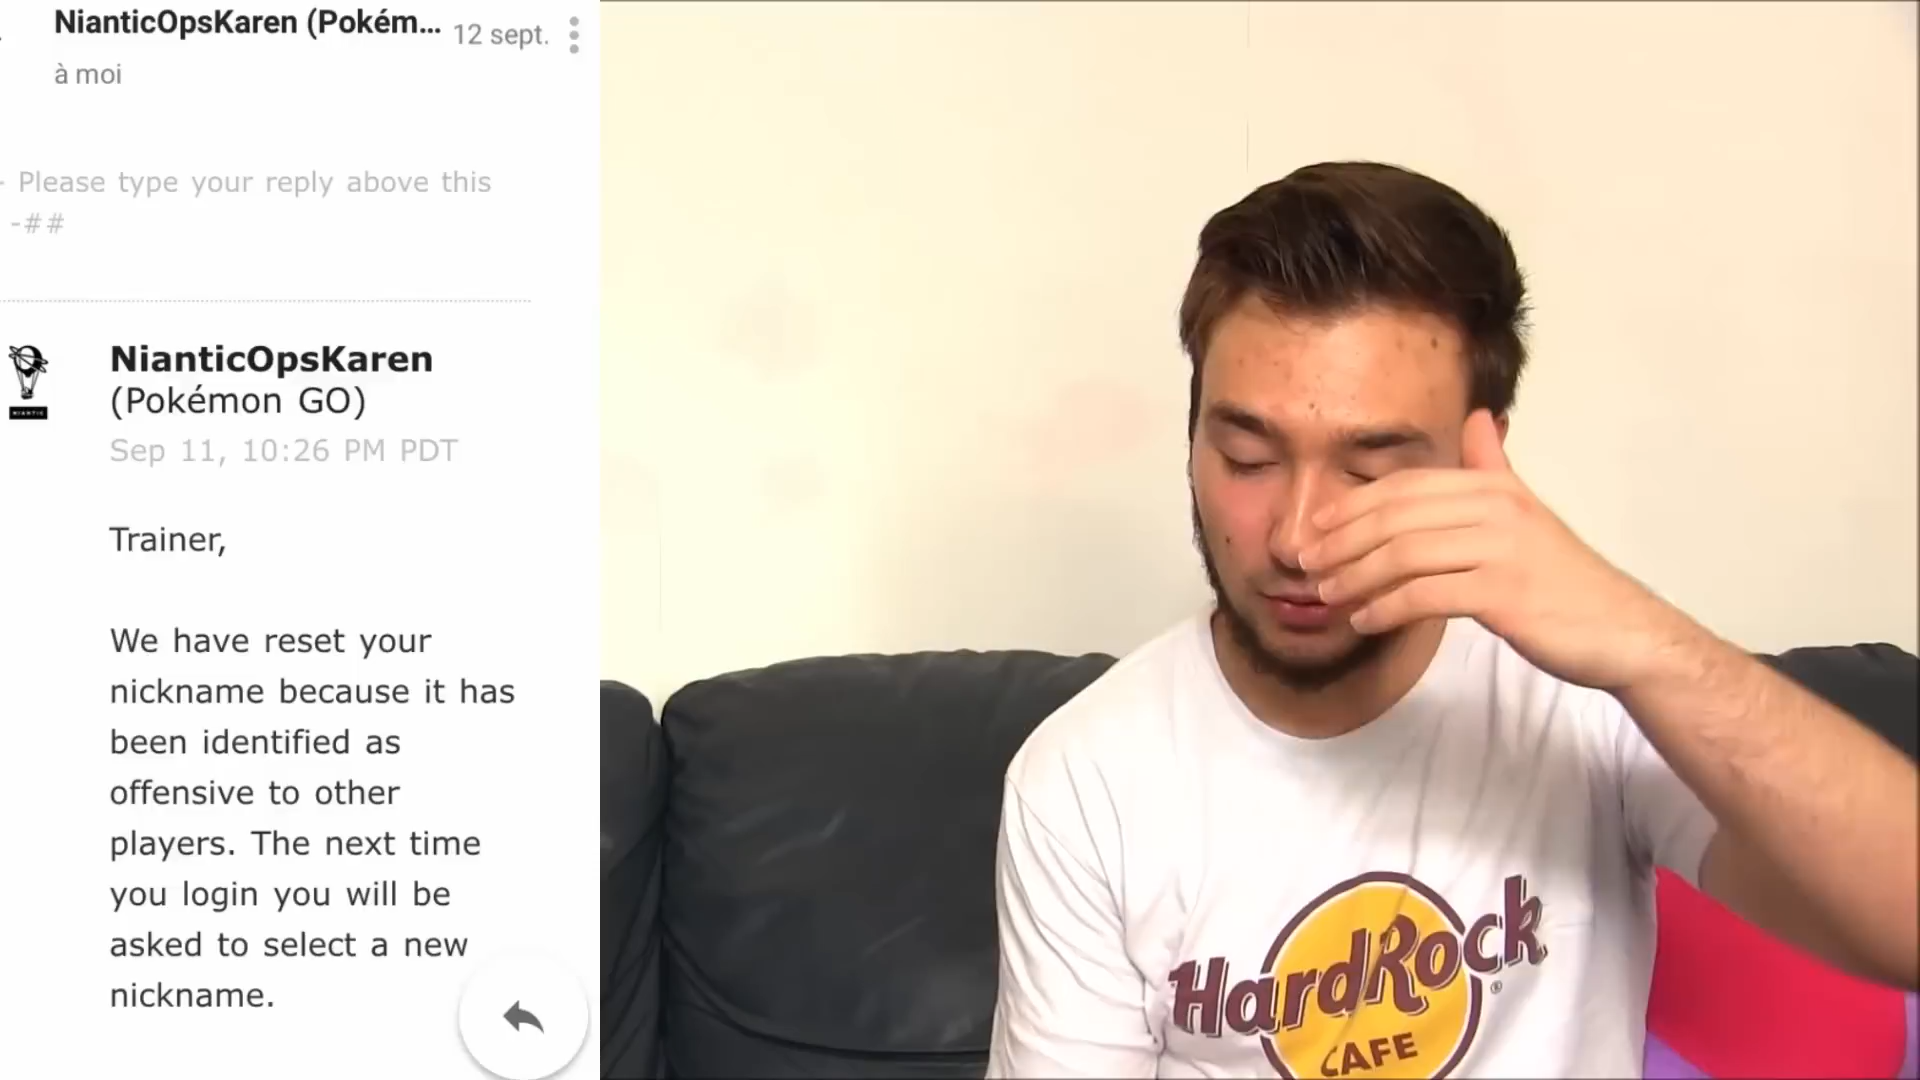 NianticOpsKaren (Pokém... 12 sept.
à moi
Please type your reply above this
-##
NIANTIC
NianticOpsKaren
(Pokémon GO)
Sep 11, 10:26 PM PDT
Trainer,
We have reset your
nickname because it has
been identified as
offensive to other
players. The next time
you login you will be
asked to select a new
nickname.
HardRock®
CAFE